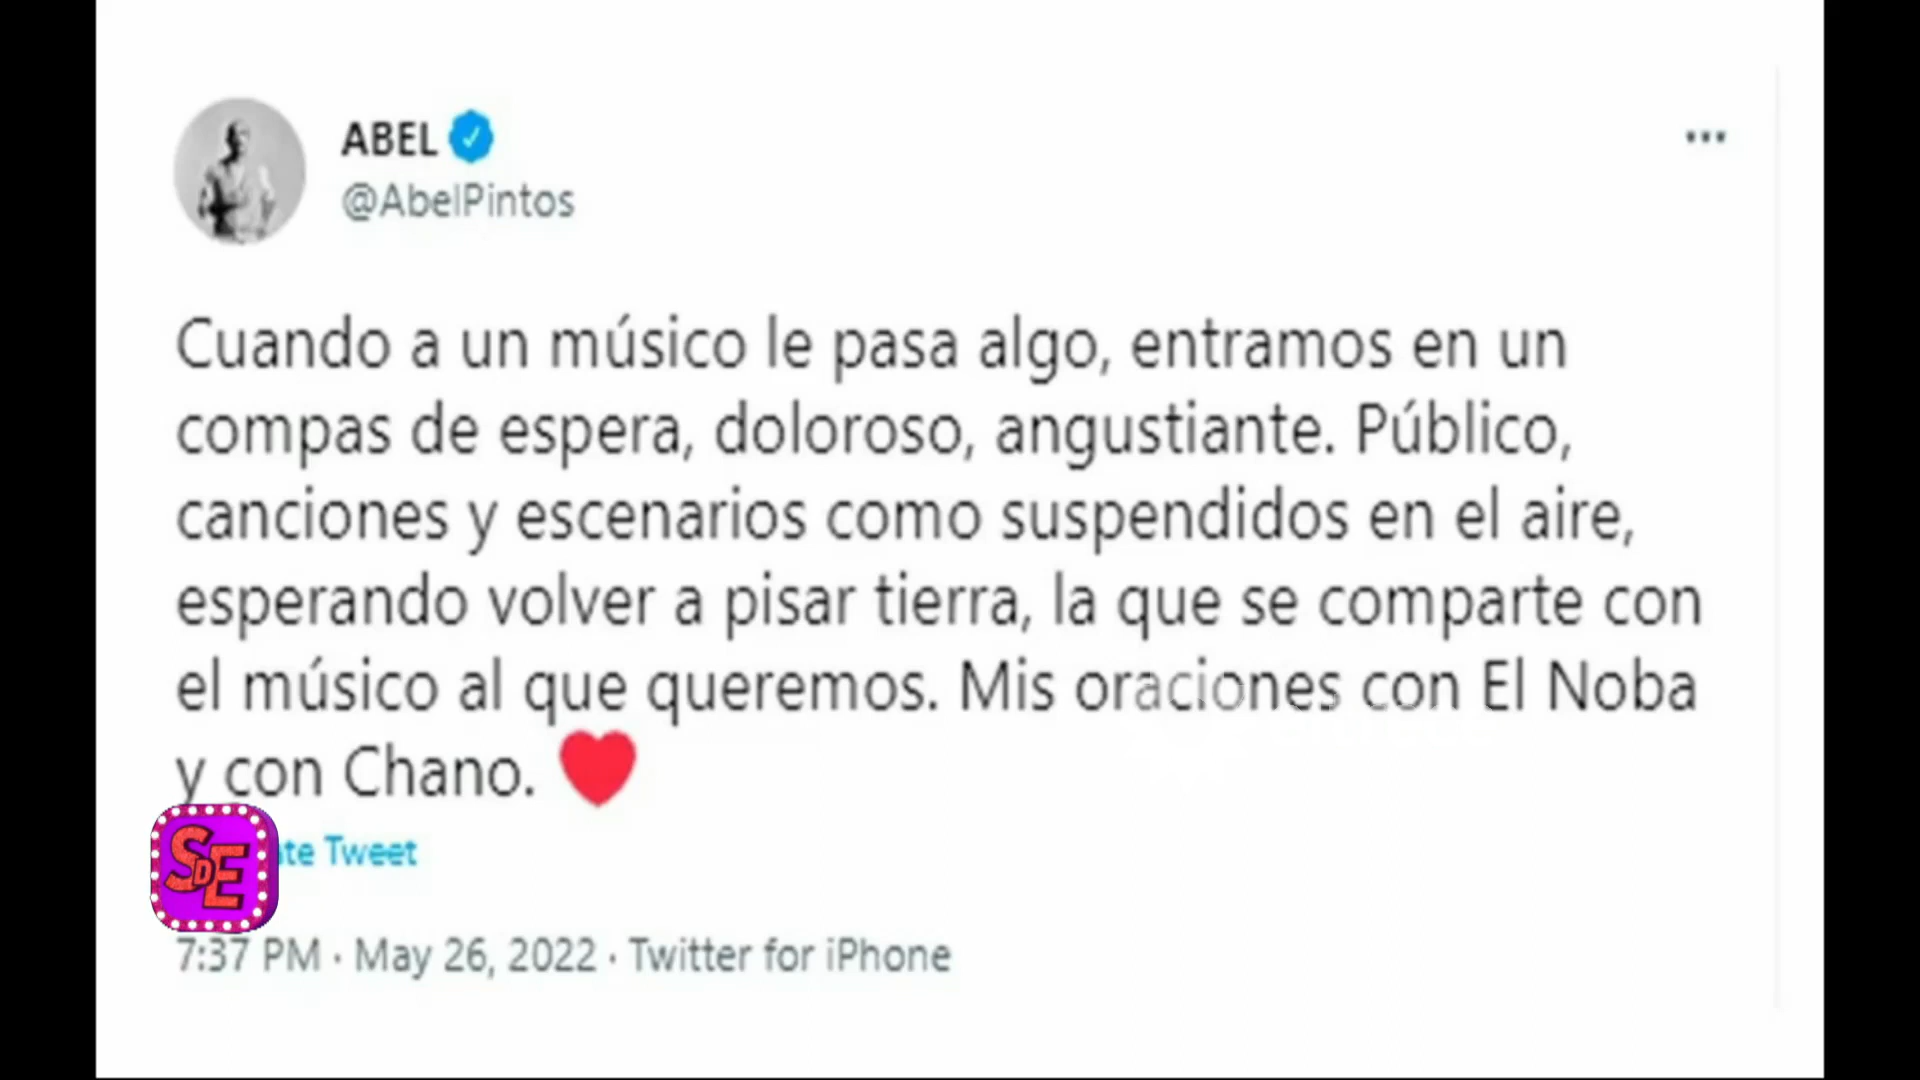 ABEL
@AbelPintos
Cuando a un músico le pasa algo, entramos en un
compas de espera, doloroso, angustiante. Público,
canciones y escenarios como suspendidos en el aire,
esperando volver a pisar tierra, la que se comparte con
el músico al que queremos. Mis oraciones con El Noba
y con Chano. ❤️
SDE
Tweet
7:37 PM · May 26, 2022 · Twitter for iPhone